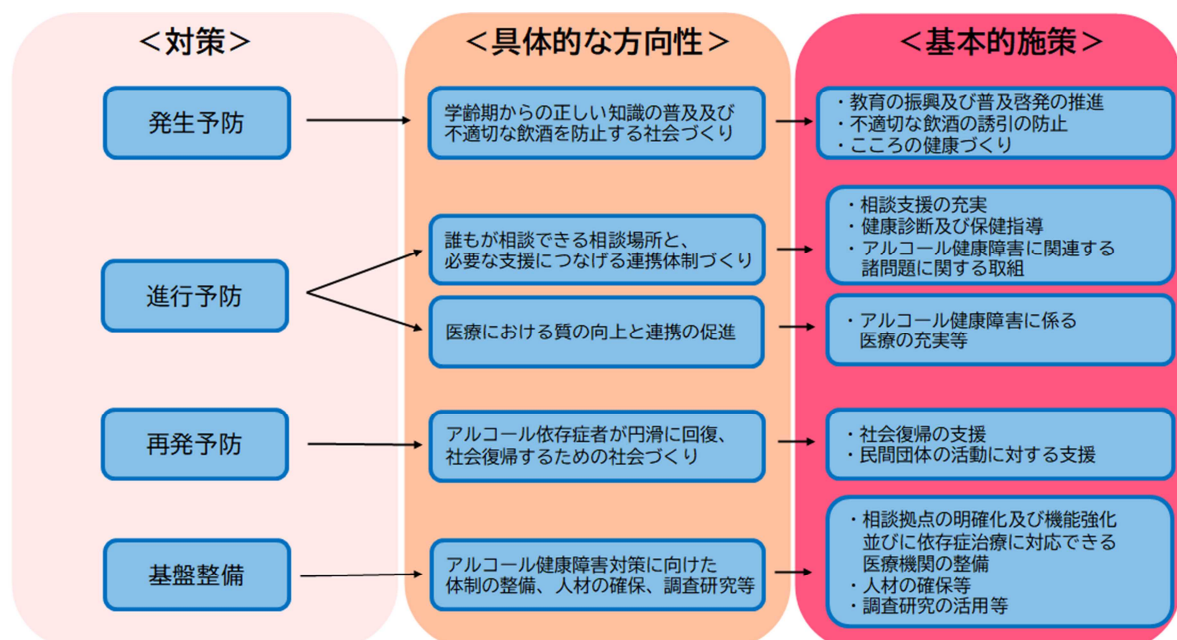 ＜対策＞
＜具体的な方向性＞
＜基本的施策＞
発生予防
学齢期からの正しい知識の普及及び
不適切な飲酒を防止する社会づくり
・教育の振興及び普及啓発の推進
・不適切な飲酒の誘引の防止
・こころの健康づくり
進行予防
誰もが相談できる相談場所と、
必要な支援につなげる連携体制づくり
・相談支援の充実
・健康診断及び保健指導
・アルコール健康障害に関連する
諸問題に関する取組
医療における質の向上と連携の促進
・アルコール健康障害に係る
医療の充実等
再発予防
アルコール依存症者が円滑に回復、
社会復帰するための社会づくり
・社会復帰の支援
・民間団体の活動に対する支援
基盤整備
アルコール健康障害対策に向けた
体制の整備、人材の確保、調査研究等
・相談拠点の明確化及び機能強化
並びに依存症治療に対応できる
医療機関の整備
・人材の確保等
・調査研究の活用等